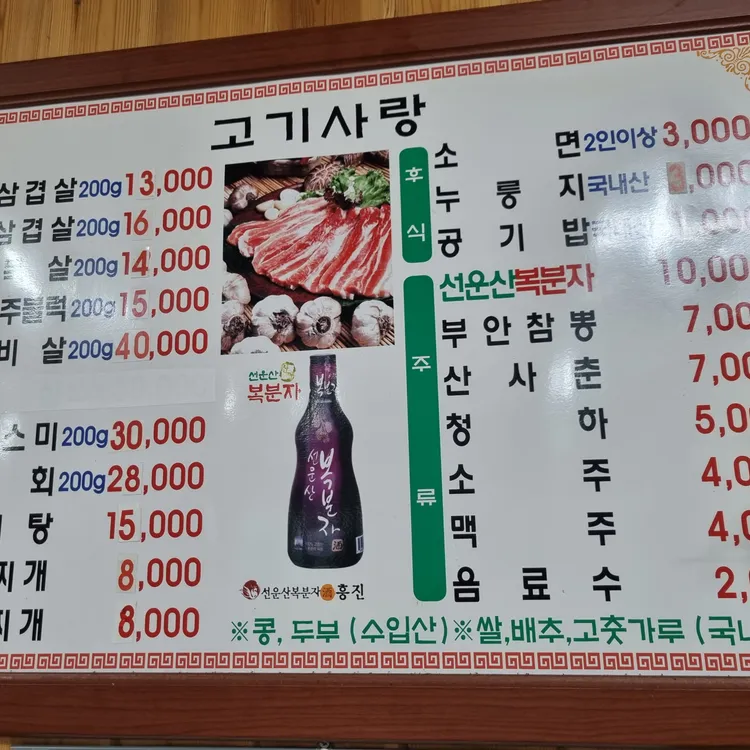 고기사랑
삼겹살 200g 13,000
삼겹살 200g 16,000
살 200g 14,000
주물럭 200g 15,000
비 살 200g 40,000
스미 200g 30,000
회 200g 28,000
탕 15,000
찌개 8,000
찌개 8,000
선운산
복분자
선운산 복분자
선운산복분자 홍진
후식
소 면 2인이상 3,000
누룽지 국내산 ,000
공기밥 ,000
주류
선운산복분자 10,00
부안참뽕 7,00
산사춘 7,00
청하 5,0
소주 4,0
맥주 4,
음료수 2,
※콩, 두부 (수입산)※쌀,배추,고춧가루 (국내